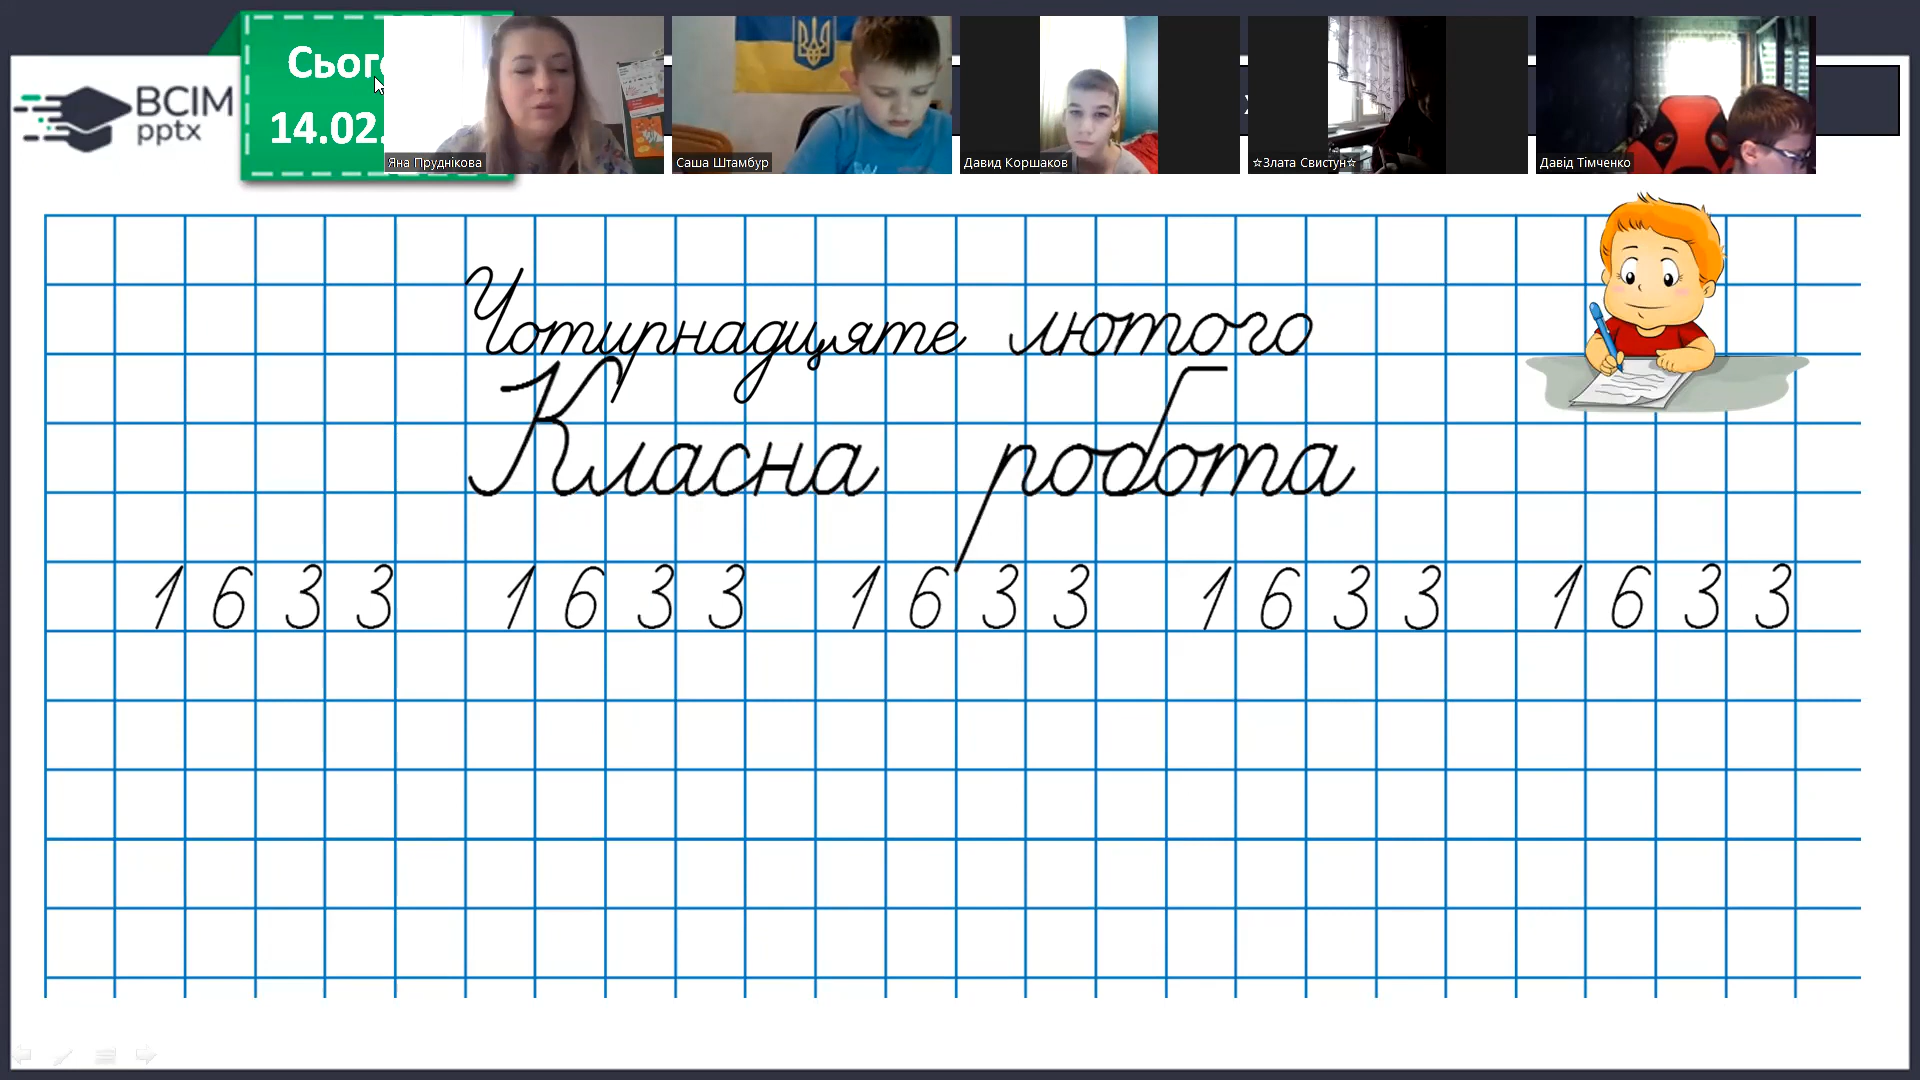 Сього
14.02.
ВСІМ
pptx
Яна Пруднікова
Саша Штамбур
Давид Коршаков
☆Злата Свистун☆
Давід Тімченко
Чотирнадцяте лютого
Класна робота
1 6 3 3 1 6 3 3 1 6 3 3 1 6 3 3 1 6 3 3